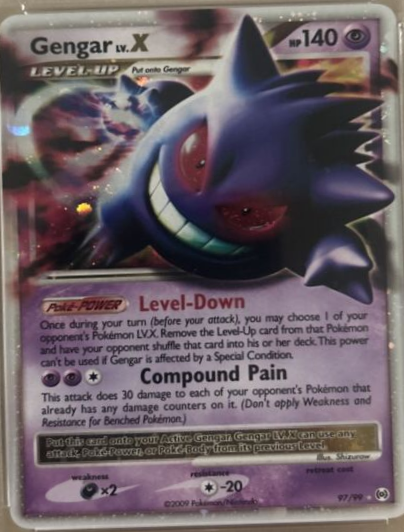 Gengar LV.X HP 140
LEVEL-UP Put onto Gengar
Poké-POWER Level-Down
Once during your turn (before your attack), you may choose 1 of your
opponent's Pokémon LV.X. Remove the Level-Up card from that Pokémon
and have your opponent shuffle that card into his or her deck. This power
can't be used if Gengar is affected by a Special Condition.
Compound Pain
This attack does 30 damage to each of your opponent's Pokémon that
already has any damage counters on it. (Don't apply Weakness and
Resistance for Benched Pokémon.)
Put this card onto your Active Gengar. Gengar LV.X can use any
attack, Poké-Power, or Poké-Body from its previous Level.
Illus. Shizurow
weakness resistance retreat cost
×2 -20
©2009 Pokémon/Nintendo 97/99